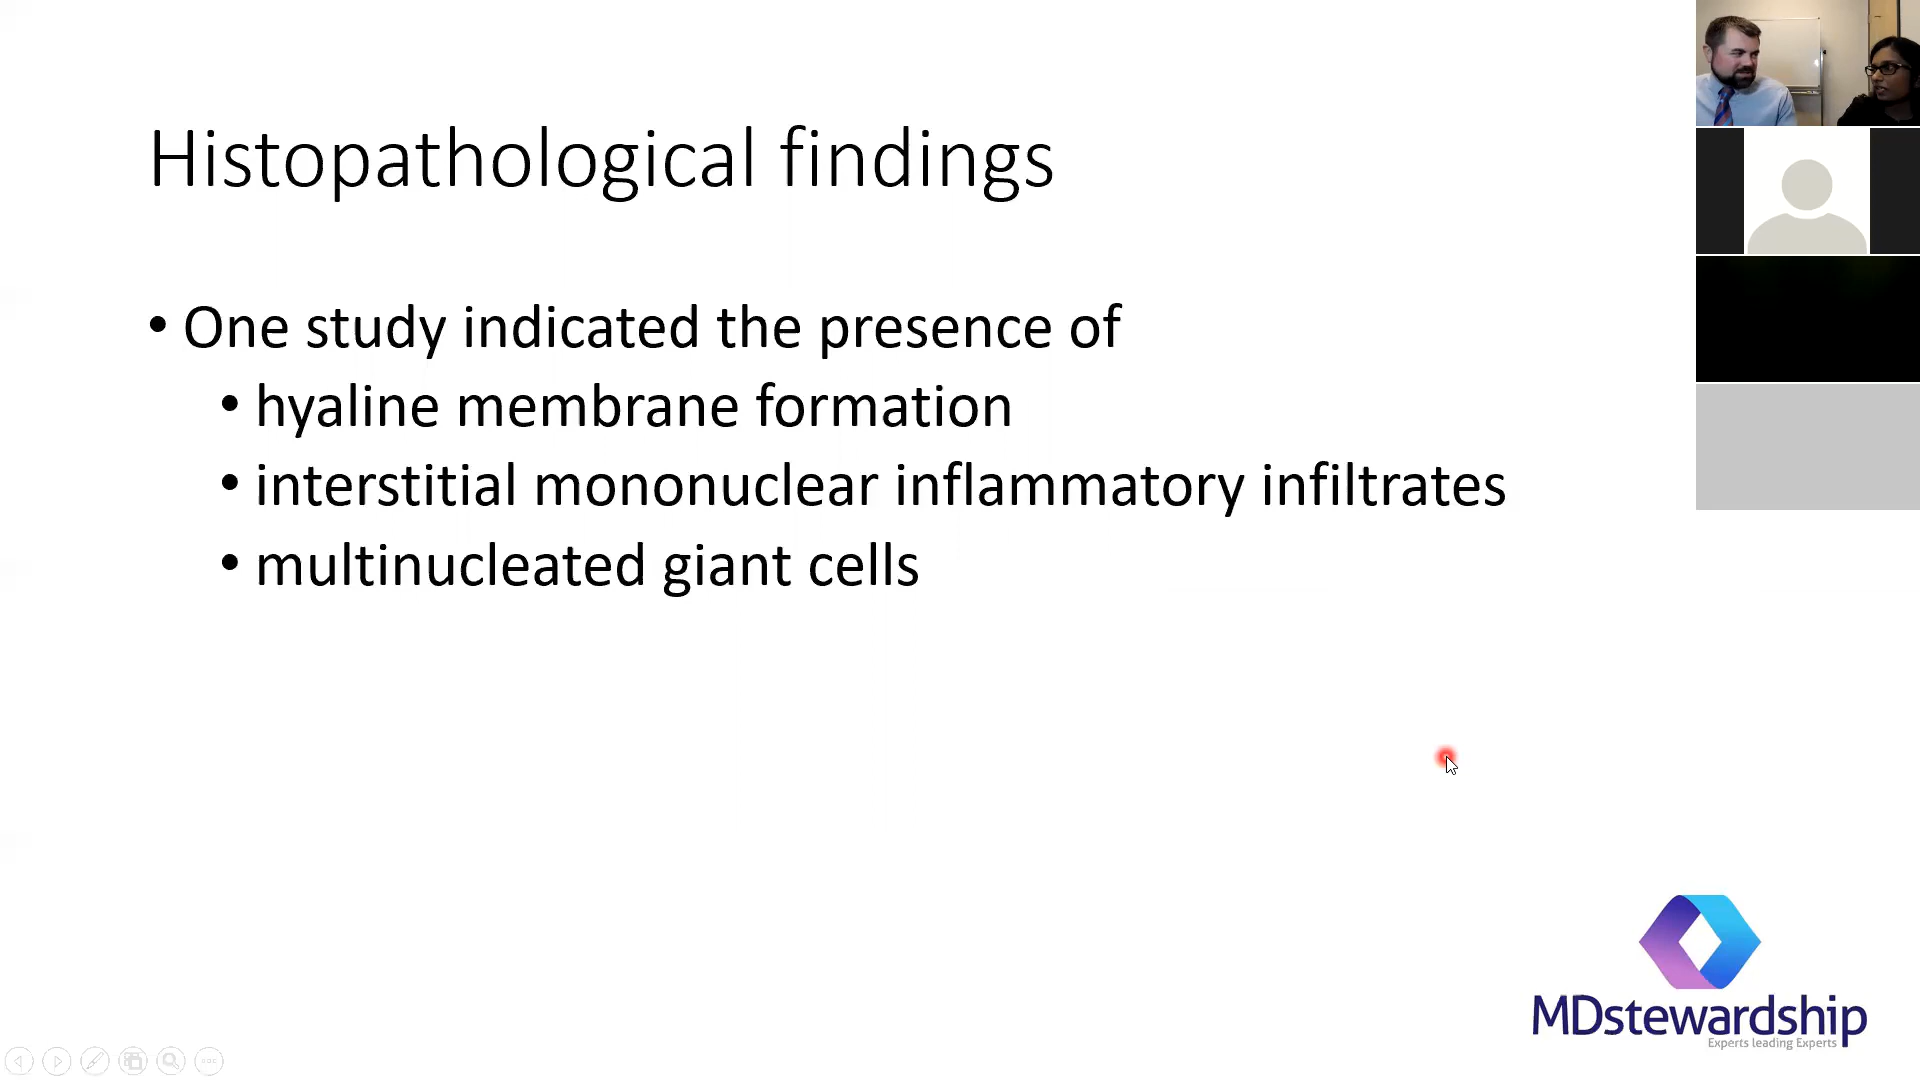 Histopathological findings
• One study indicated the presence of
• hyaline membrane formation
• interstitial mononuclear inflammatory infiltrates
• multinucleated giant cells
MDstewardship
Experts leading Experts